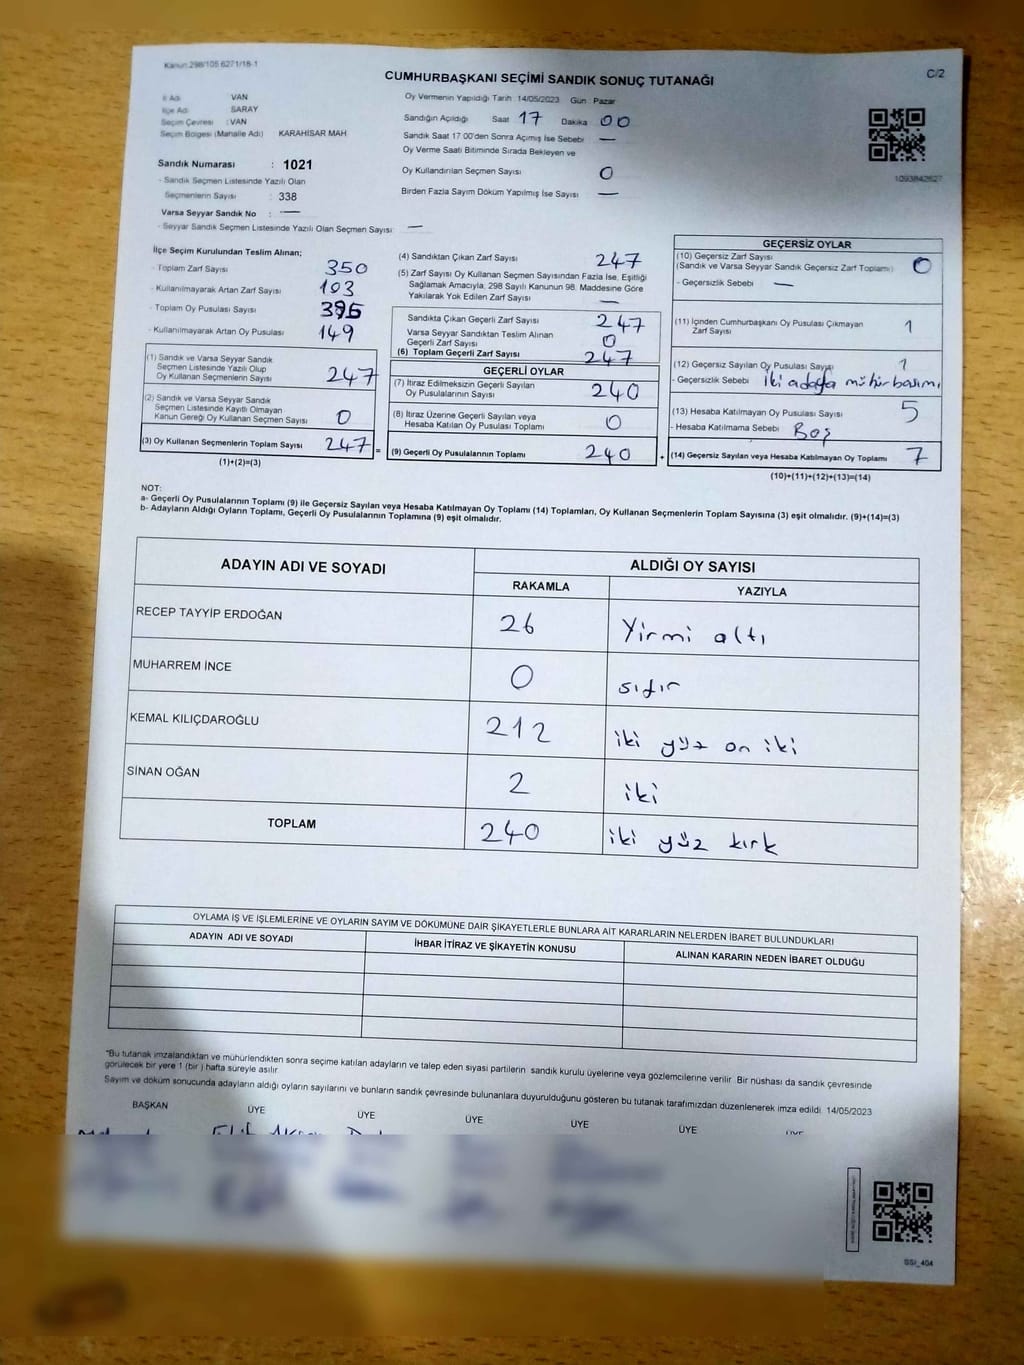 Kanun:298/105 6271/18-1
CUMHURBAŞKANI SEÇİMİ SANDIK SONUÇ TUTANAĞI
C/2
İl Adı : VAN
İlçe Adı : SARAY
Seçim Çevresi : VAN
Seçim Bölgesi (Mahalle Adı) KARAHİSAR MAH
Sandık Numarası : 1021
- Sandık Seçmen Listesinde Yazılı Olan
Seçmenlerin Sayısı : 338
Varsa Seyyar Sandık No : —
- Seyyar Sandık Seçmen Listesinde Yazılı Olan Seçmen Sayısı: —
Oy Vermenin Yapıldığı Tarih : 14/05/2023 Gün : Pazar
Sandığın Açıldığı Saat 17 Dakika 00
Sandık Saat 17:00'den Sonra Açılmış İse Sebebi —
Oy Verme Saati Bitiminde Sırada Bekleyen ve
Oy Kullandırılan Seçmen Sayısı 0
Birden Fazla Sayım Döküm Yapılmış İse Sayısı —
1093842627
İlçe Seçim Kurulundan Teslim Alınan;
- Toplam Zarf Sayısı 350
- Kullanılmayarak Artan Zarf Sayısı 103
- Toplam Oy Pusulası Sayısı 396
- Kullanılmayarak Artan Oy Pusulası 149
(1) Sandık ve Varsa Seyyar Sandık
Seçmen Listesinde Yazılı Olup
Oy Kullanan Seçmenlerin Sayısı 247
(2) Sandık ve Varsa Seyyar Sandık
Seçmen Listesinde Kayıtlı Olmayan
Kanun Gereği Oy Kullanan Seçmen Sayısı 0
(3) Oy Kullanan Seçmenlerin Toplam Sayısı 247 =
(1)+(2)=(3)
(4) Sandıktan Çıkan Zarf Sayısı 247
(5) Zarf Sayısı Oy Kullanan Seçmen Sayısından Fazla İse, Eşitliği
Sağlamak Amacıyla, 298 Sayılı Kanunun 98. Maddesine Göre
Yakılarak Yok Edilen Zarf Sayısı —
Sandıkta Çıkan Geçerli Zarf Sayısı 247
Varsa Seyyar Sandıktan Teslim Alınan
Geçerli Zarf Sayısı 0
(6) Toplam Geçerli Zarf Sayısı 247
GEÇERLİ OYLAR
(7) İtiraz Edilmeksizin Geçerli Sayılan
Oy Pusulalarının Sayısı 240
(8) İtiraz Üzerine Geçerli Sayılan veya
Hesaba Katılan Oy Pusulası Toplamı 0
(9) Geçerli Oy Pusulalarının Toplamı 240 +
GEÇERSİZ OYLAR
(10) Geçersiz Zarf Sayısı
(Sandık ve Varsa Seyyar Sandık Geçersiz Zarf Toplamı) 0
- Geçersizlik Sebebi —
(11) İçinden Cumhurbaşkanı Oy Pusulası Çıkmayan
Zarf Sayısı 1
(12) Geçersiz Sayılan Oy Pusulası Sayısı 1
- Geçersizlik Sebebi iki adaya mühür basımı
(13) Hesaba Katılmayan Oy Pusulası Sayısı 5
- Hesaba Katılmama Sebebi Boş
(14) Geçersiz Sayılan veya Hesaba Katılmayan Oy Toplamı 7
(10)+(11)+(12)+(13)=(14)
NOT:
a- Geçerli Oy Pusulalarının Toplamı (9) ile Geçersiz Sayılan veya Hesaba Katılmayan Oy Toplamı (14) Toplamları, Oy Kullanan Seçmenlerin Toplam Sayısına (3) eşit olmalıdır. (9)+(14)=(3)
b- Adayların Aldığı Oyların Toplamı, Geçerli Oy Pusulalarının Toplamına (9) eşit olmalıdır.
ADAYIN ADI VE SOYADI ALDIĞI OY SAYISI
RAKAMLA YAZIYLA
RECEP TAYYİP ERDOĞAN 26 Yirmi altı
MUHARREM İNCE 0 sıfır
KEMAL KILIÇDAROĞLU 212 iki yüz on iki
SİNAN OĞAN 2 iki
TOPLAM 240 iki yüz kırk
OYLAMA İŞ VE İŞLEMLERİNE VE OYLARIN SAYIM VE DÖKÜMÜNE DAİR ŞİKAYETLERLE BUNLARA AİT KARARLARIN NELERDEN İBARET BULUNDUKLARI
ADAYIN ADI VE SOYADI İHBAR İTİRAZ VE ŞİKAYETİN KONUSU ALINAN KARARIN NEDEN İBARET OLDUĞU
"Bu tutanak imzalandıktan ve mühürlendikten sonra seçime katılan adayların ve talep eden siyasi partilerin sandık kurulu üyelerine veya gözlemcilerine verilir. Bir nüshası da sandık çevresinde
görülecek bir yere 1 (bir) hafta süreyle asılır.
Sayım ve döküm sonucunda adayların aldığı oyların sayılarını ve bunların sandık çevresinde bulunanlara duyurulduğunu gösteren bu tutanak tarafımızdan düzenlenerek imza edildi. 14/05/2023
BAŞKAN ÜYE ÜYE ÜYE ÜYE ÜYE ÜYE
SSİ_404